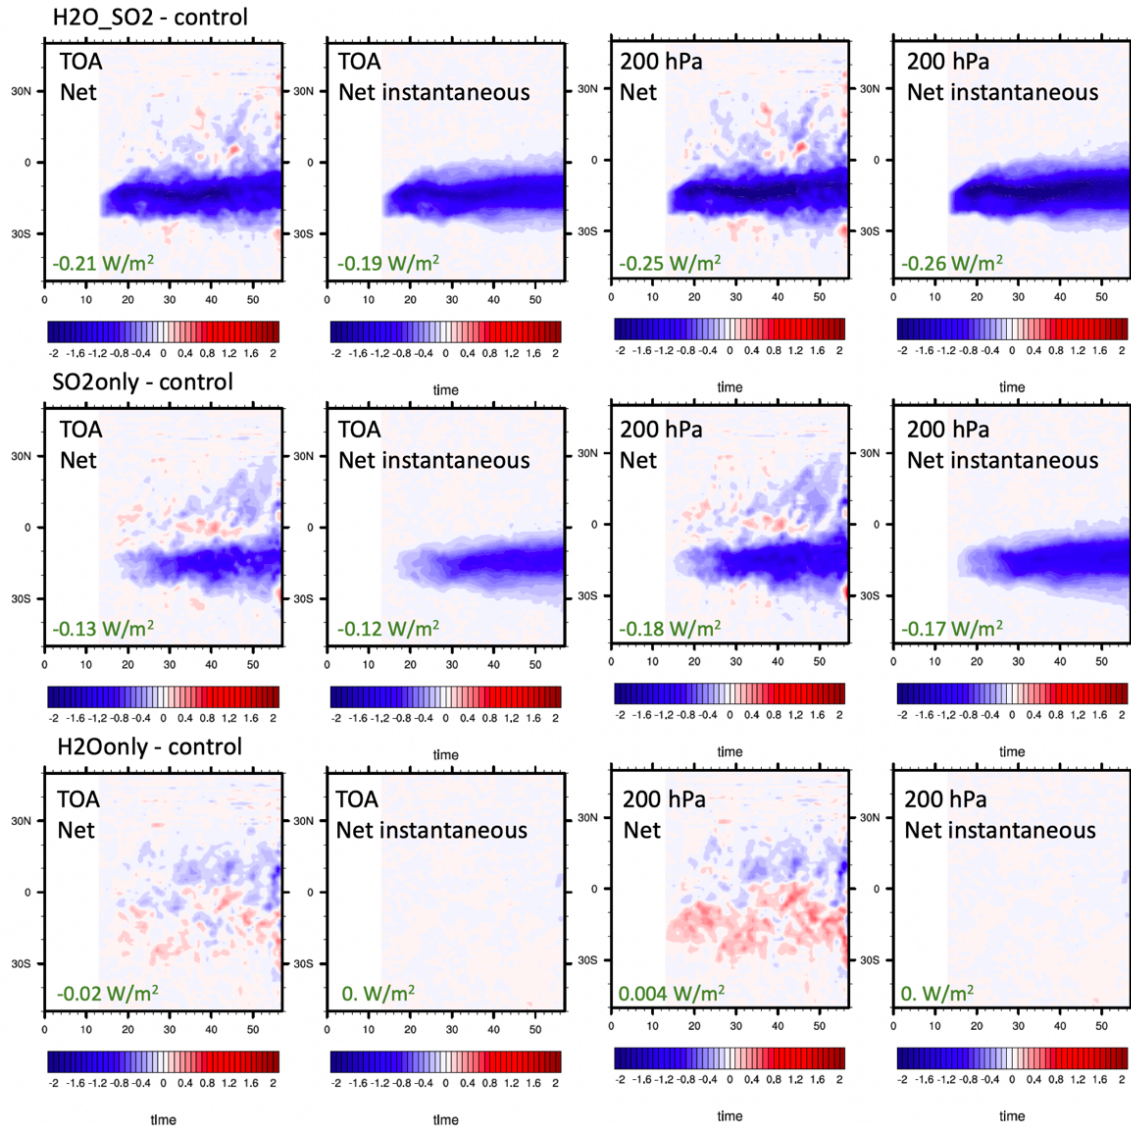 H2O_SO2 - control
TOA
Net
30N
0
30S
-0.21 W/m²
0 10 20 30 40 50
-2 -1.6 -1.2 -0.8 -0.4 0 0.4 0.8 1.2 1.6 2
TOA
Net instantaneous
-0.19 W/m²
0 10 20 30 40 50
-2 -1.6 -1.2 -0.8 -0.4 0 0.4 0.8 1.2 1.6 2
time
200 hPa
Net
30N
0
30S
-0.25 W/m²
0 10 20 30 40 50
-2 -1.6 -1.2 -0.8 -0.4 0 0.4 0.8 1.2 1.6 2
time
200 hPa
Net instantaneous
30N
0
30S
-0.26 W/m²
0 10 20 30 40 50
-2 -1.6 -1.2 -0.8 -0.4 0 0.4 0.8 1.2 1.6 2
time
SO2only - control
TOA
Net
30N
0
30S
-0.13 W/m²
0 10 20 30 40 50
-2 -1.6 -1.2 -0.8 -0.4 0 0.4 0.8 1.2 1.6 2
TOA
Net instantaneous
-0.12 W/m²
0 10 20 30 40 50
-2 -1.6 -1.2 -0.8 -0.4 0 0.4 0.8 1.2 1.6 2
time
200 hPa
Net
30N
0
30S
-0.18 W/m²
0 10 20 30 40 50
-2 -1.6 -1.2 -0.8 -0.4 0 0.4 0.8 1.2 1.6 2
time
200 hPa
Net instantaneous
30N
0
30S
-0.17 W/m²
0 10 20 30 40 50
-2 -1.6 -1.2 -0.8 -0.4 0 0.4 0.8 1.2 1.6 2
time
H2Oonly - control
TOA
Net
30N
0
30S
-0.02 W/m²
0 10 20 30 40 50
-2 -1.6 -1.2 -0.8 -0.4 0 0.4 0.8 1.2 1.6 2
time
TOA
Net instantaneous
0. W/m²
0 10 20 30 40 50
-2 -1.6 -1.2 -0.8 -0.4 0 0.4 0.8 1.2 1.6 2
time
200 hPa
Net
30N
0
30S
0.004 W/m²
0 10 20 30 40 50
-2 -1.6 -1.2 -0.8 -0.4 0 0.4 0.8 1.2 1.6 2
time
200 hPa
Net instantaneous
30N
0
30S
0. W/m²
0 10 20 30 40 50
-2 -1.6 -1.2 -0.8 -0.4 0 0.4 0.8 1.2 1.6 2
time